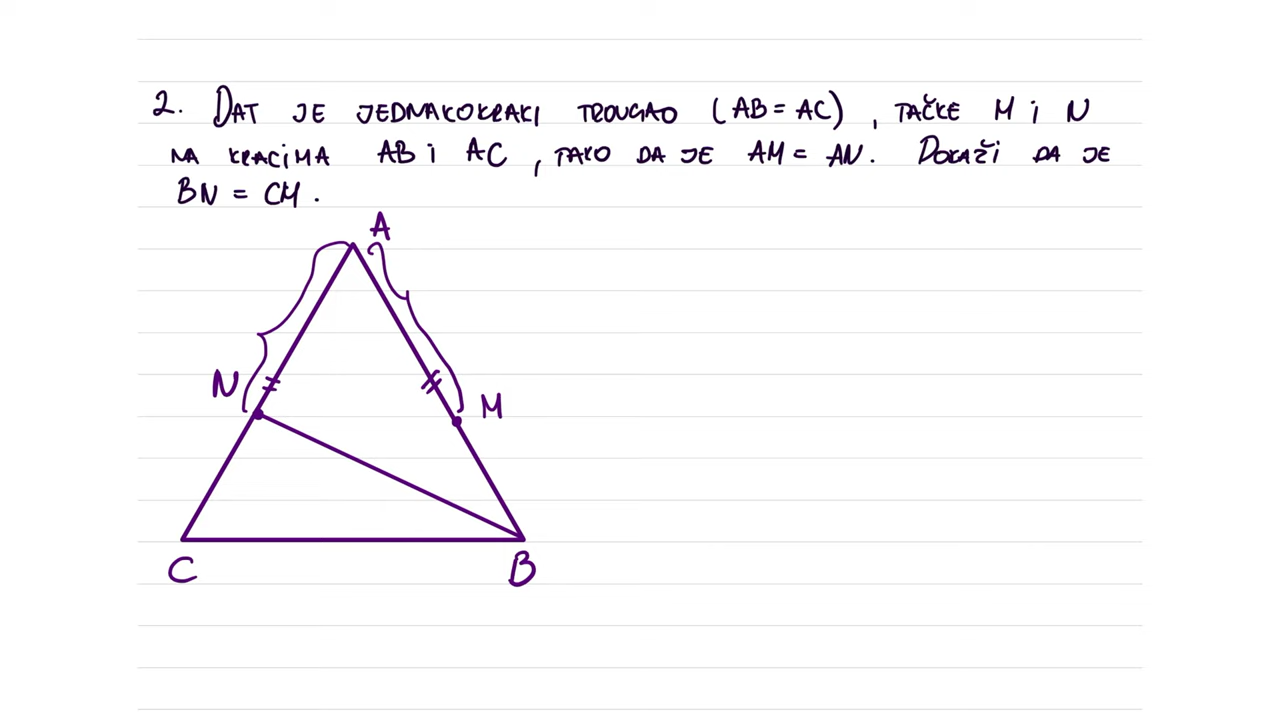 2. DAT JE JEDNAKOKRAKI TROUGAO (AB = AC), TAČKE M i N
NA KRACIMA AB i AC, TAKO DA JE AM = AN. DOKAŽI DA JE
BN = CM.
A
N
M
C
B